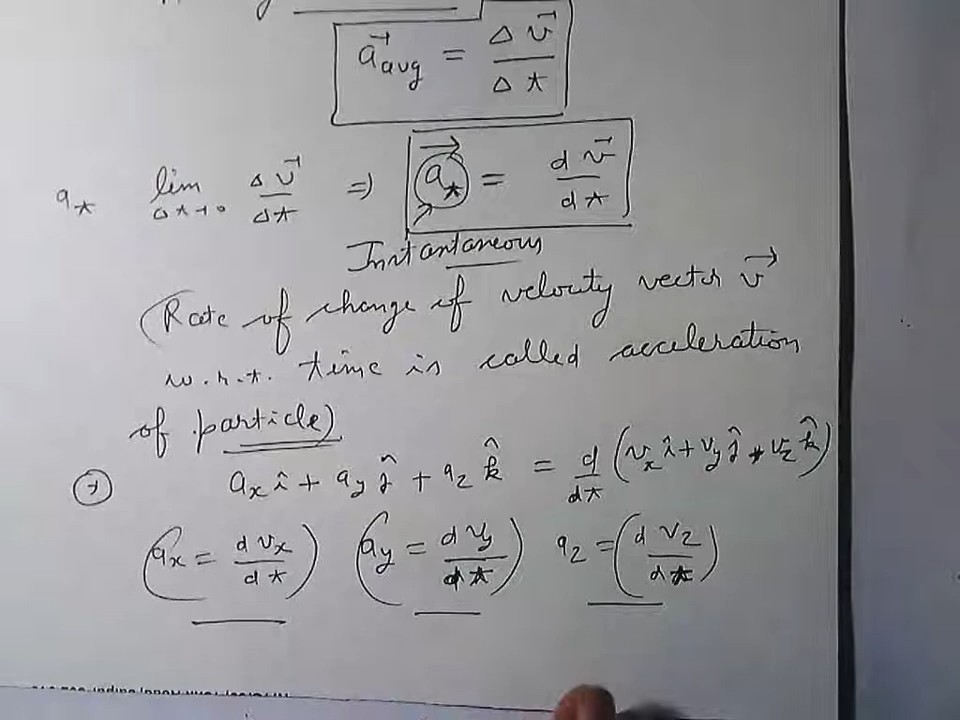 a⃗avg = Δv⃗ / Δt
at lim Δt→0 Δv⃗ / Δt ⇒ a⃗t = dv⃗ / dt
Instantaneous
(Rate of change of velocity vector v⃗
w.r.t. time is called acceleration
of particle)
ax î + ay ĵ + az k̂ = d/dt (vx î + vy ĵ + vz k̂)
(ax = dvx / dt) (ay = dvy / dt) az = (dvz / dt)